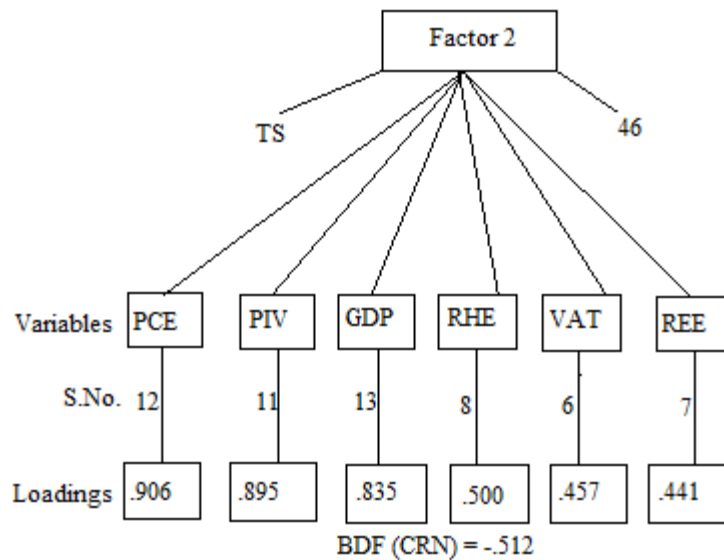 Factor 2
TS 46
Variables PCE PIV GDP RHE VAT REE
S.No. 12 11 13 8 6 7
Loadings .906 .895 .835 .500 .457 .441
BDF (CRN) = -.512